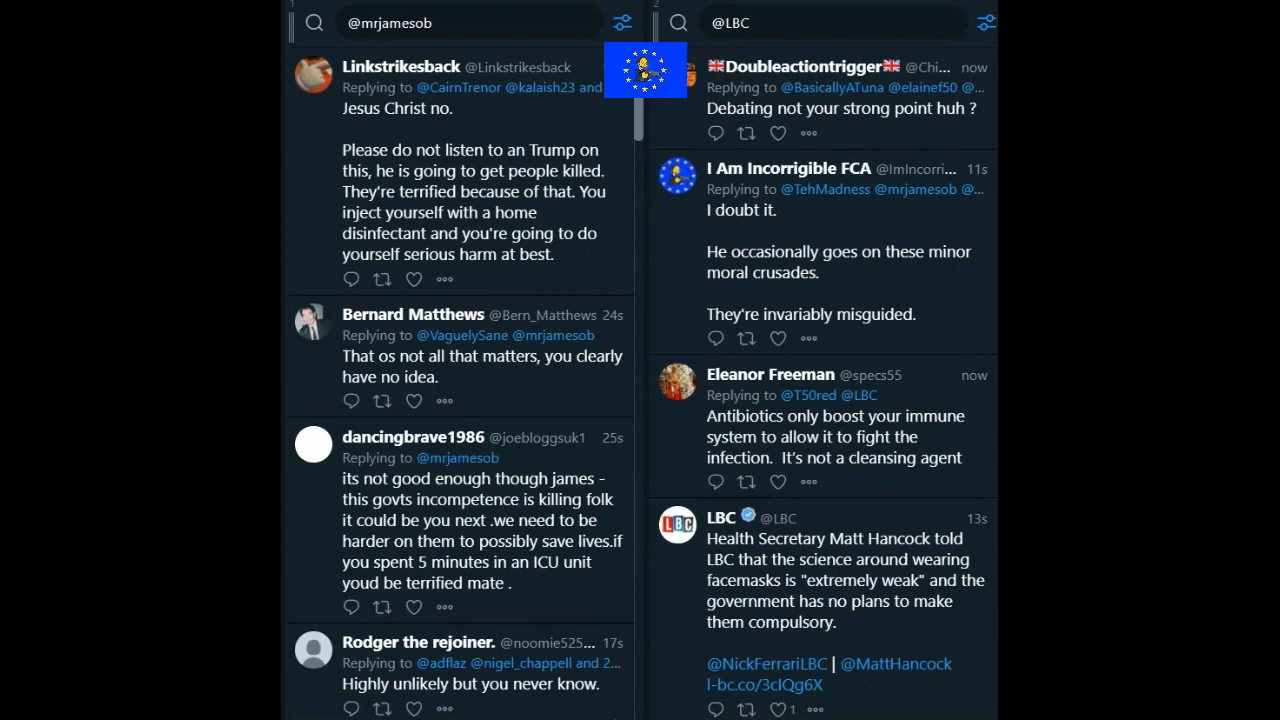 1
@mrjamesob
Linkstrikesback @Linkstrikesback
Replying to @CairnTrenor @kalaish23 and
Jesus Christ no.
Please do not listen to an Trump on
this, he is going to get people killed.
They're terrified because of that. You
inject yourself with a home
disinfectant and you're going to do
yourself serious harm at best.
Bernard Matthews @Bern_Matthews 24s
Replying to @VaguelySane @mrjamesob
That os not all that matters, you clearly
have no idea.
dancingbrave1986 @joebloggsuk1 25s
Replying to @mrjamesob
its not good enough though james -
this govts incompetence is killing folk
it could be you next .we need to be
harder on them to possibly save lives.if
you spent 5 minutes in an ICU unit
youd be terrified mate .
Rodger the rejoiner. @noomie525... 17s
Replying to @adflaz @nigel_chappell and 2...
Highly unlikely but you never know.
2
@LBC
🇬🇧Doubleactiontrigger🇬🇧 @Chi... now
Replying to @BasicallyATuna @elainef50 @...
Debating not your strong point huh ?
I Am Incorrigible FCA @ImIncorri... 11s
Replying to @TehMadness @mrjamesob @...
I doubt it.
He occasionally goes on these minor
moral crusades.
They're invariably misguided.
Eleanor Freeman @specs55 now
Replying to @T50red @LBC
Antibiotics only boost your immune
system to allow it to fight the
infection. It's not a cleansing agent
LBC
LBC @LBC 13s
Health Secretary Matt Hancock told
LBC that the science around wearing
facemasks is "extremely weak" and the
government has no plans to make
them compulsory.
@NickFerrariLBC | @MattHancock
l-bc.co/3cIQg6X
1